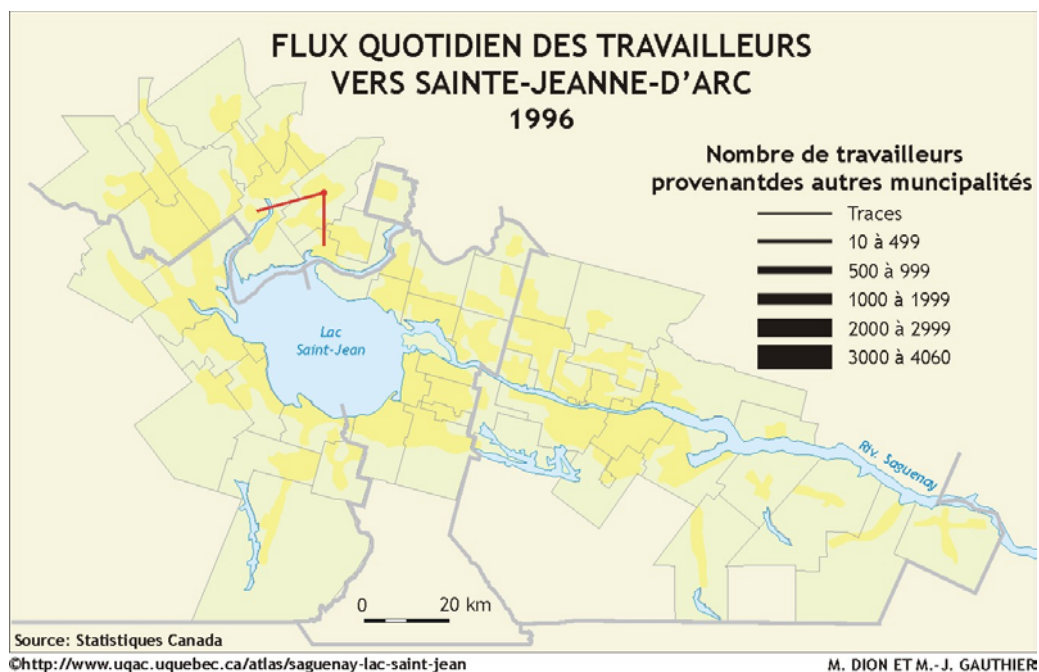 FLUX QUOTIDIEN DES TRAVAILLEURS
VERS SAINTE-JEANNE-D'ARC
1996
Nombre de travailleurs
provenantdes autres muncipalités
Traces
10 à 499
500 à 999
1000 à 1999
2000 à 2999
3000 à 4060
Lac
Saint-Jean
Riv. Saguenay
0 20 km
Source: Statistiques Canada
©http://www.uqac.uquebec.ca/atlas/saguenay-lac-saint-jean
M. DION ET M.-J. GAUTHIER